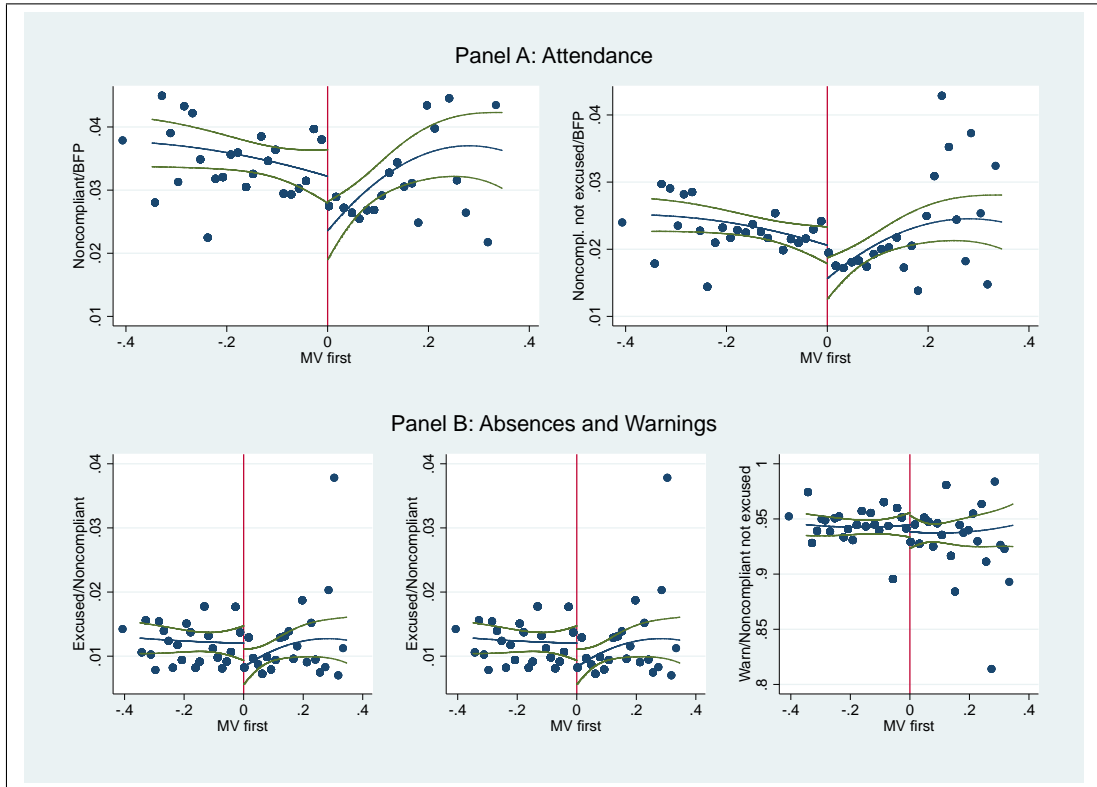 Panel A: Attendance
Noncompliant/BFP
.04
.03
.02
.01
-.4 -.2 0 .2 .4
MV first
Noncompl. not excused/BFP
.04
.03
.02
.01
-.4 -.2 0 .2 .4
MV first
Panel B: Absences and Warnings
Excused/Noncompliant
.04
.03
.02
.01
-.4 -.2 0 .2 .4
MV first
Excused/Noncompliant
.04
.03
.02
.01
-.4 -.2 0 .2 .4
MV first
Warn/Noncompliant not excused
1
.95
.9
.85
.8
-.4 -.2 0 .2 .4
MV first